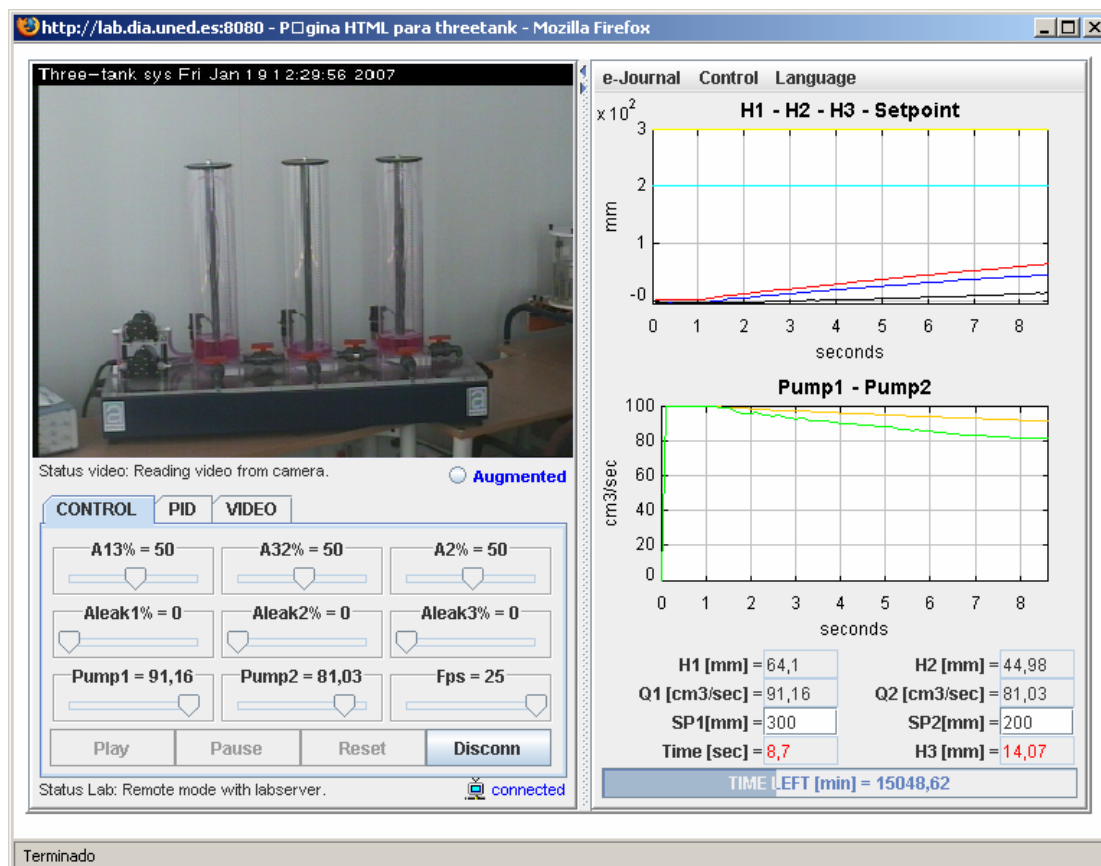 http://lab.dia.uned.es:8080 - P□gina HTML para threetank - Mozilla Firefox
Three-tank sys Fri Jan 19 12:29:56 2007
Status video: Reading video from camera.
Augmented
CONTROL PID VIDEO
A13% = 50 A32% = 50 A2% = 50
Aleak1% = 0 Aleak2% = 0 Aleak3% = 0
Pump1 = 91,16 Pump2 = 81,03 Fps = 25
Play Pause Reset Disconn
Status Lab: Remote mode with labserver.
connected
e-Journal Control Language
x 10²
H1 - H2 - H3 - Setpoint
3
2
1
-0
mm
0 1 2 3 4 5 6 7 8
seconds
Pump1 - Pump2
100
80
60
40
20
0
cm3/sec
0 1 2 3 4 5 6 7 8
seconds
H1 [mm] = 64,1 H2 [mm] = 44,98
Q1 [cm3/sec] = 91,16 Q2 [cm3/sec] = 81,03
SP1[mm] = 300 SP2[mm] = 200
Time [sec] = 8,7 H3 [mm] = 14,07
TIME LEFT [min] = 15048,62
Terminado